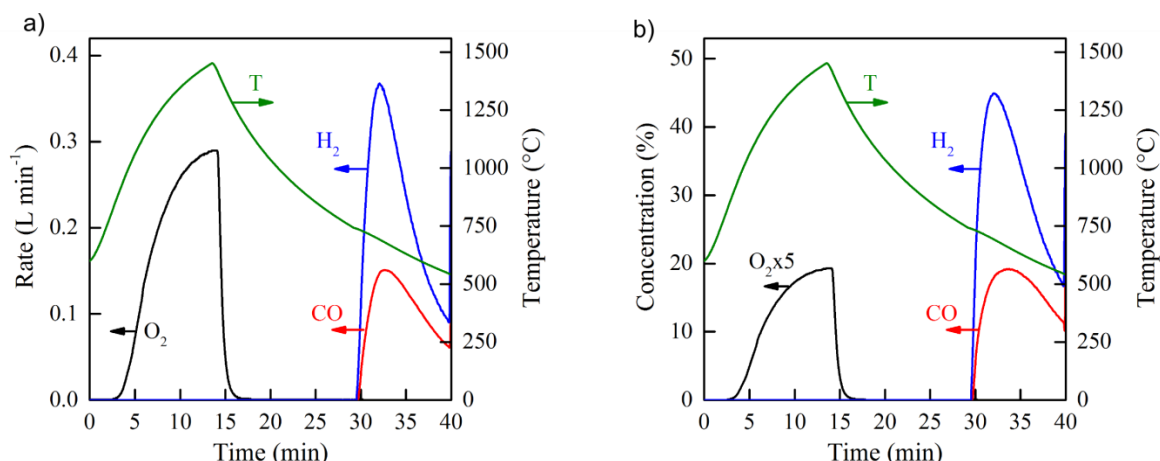 a)
Rate (L min⁻¹)
0.4
0.3
0.2
0.1
0.0
T
H₂
CO
O₂
1500
1250
1000
750
500
250
0
Temperature (°C)
0 5 10 15 20 25 30 35 40
Time (min)
b)
Concentration (%)
50
40
30
20
10
0
T
H₂
O₂x5
CO
1500
1250
1000
750
500
250
0
Temperature (°C)
0 5 10 15 20 25 30 35 40
Time (min)